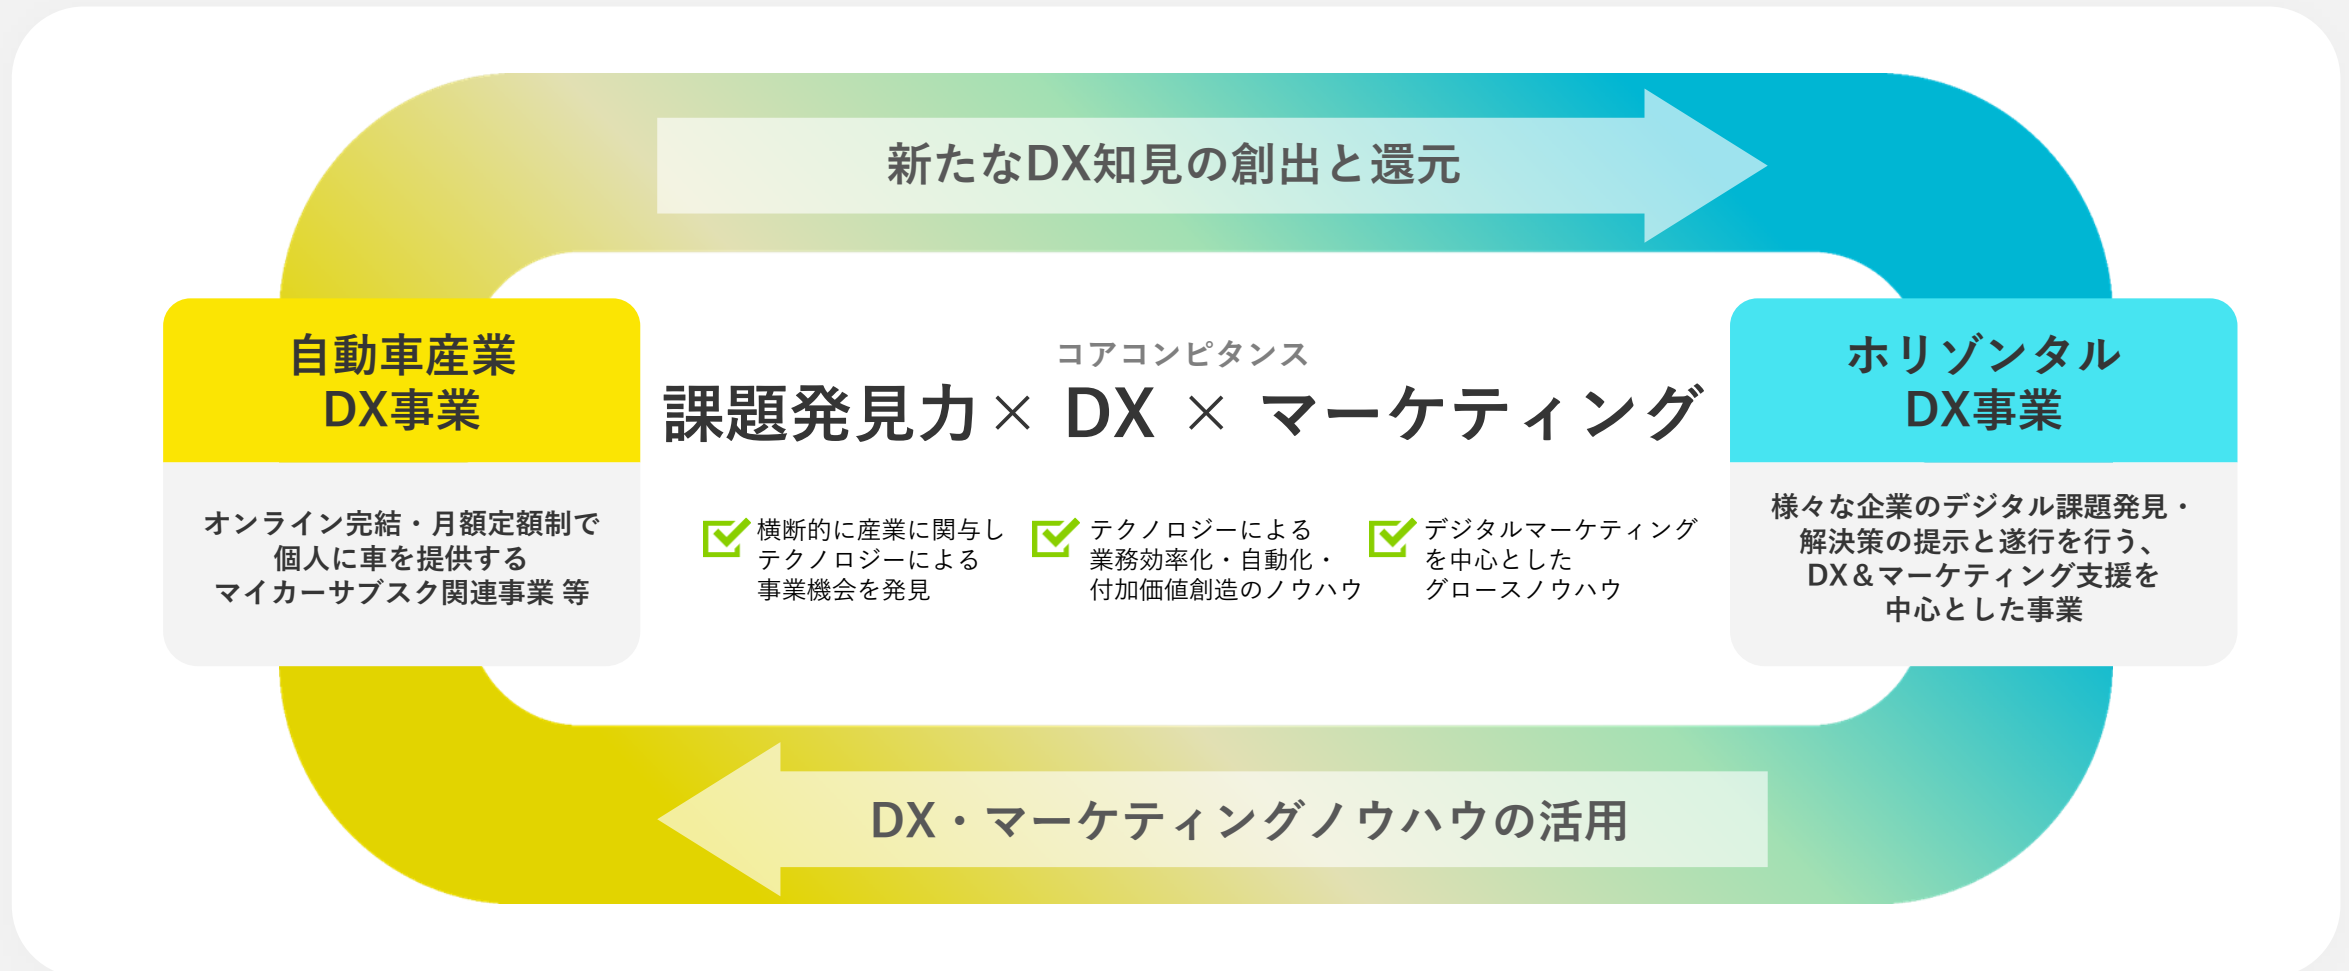 新たなDX知見の創出と還元
自動車産業
DX事業
オンライン完結・月額定額制で
個人に車を提供する
マイカーサブスク関連事業 等
コアコンピタンス
課題発見力× DX × マーケティング
横断的に産業に関与し
テクノロジーによる
事業機会を発見
テクノロジーによる
業務効率化・自動化・
付加価値創造のノウハウ
デジタルマーケティング
を中心とした
グロースノウハウ
ホリゾンタル
DX事業
様々な企業のデジタル課題発見・
解決策の提示と遂行を行う、
DX＆マーケティング支援を
中心とした事業
DX・マーケティングノウハウの活用